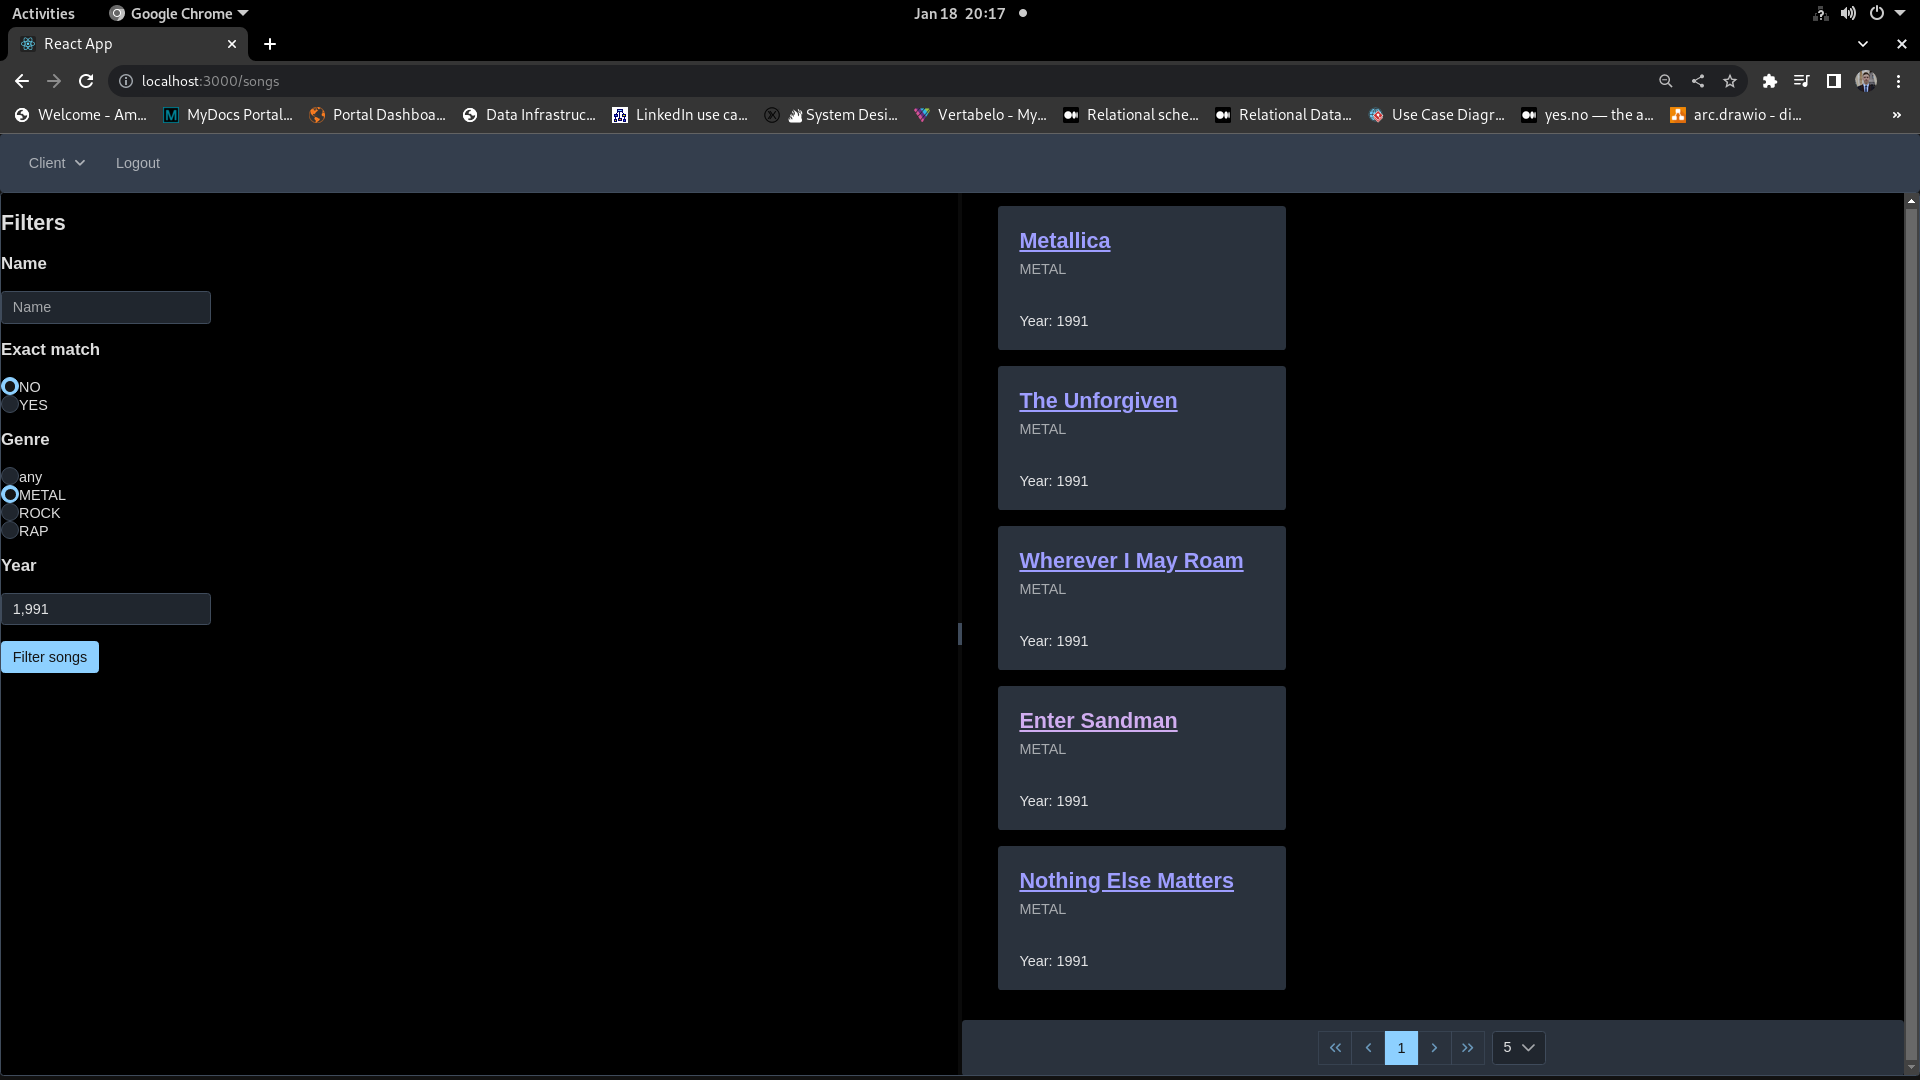 Activities Google Chrome Jan 18 20:17
React App
localhost:3000/songs
Welcome - Am... MyDocs Portal... Portal Dashboa... Data Infrastruc... LinkedIn use ca... System Desi... Vertabelo - My... Relational sche... Relational Data... Use Case Diagr... yes.no — the a... arc.drawio - di... »
Client Logout
Filters
Name
Name
Exact match
NO
YES
Genre
any
METAL
ROCK
RAP
Year
1,991
Filter songs
Metallica
METAL
Year: 1991
The Unforgiven
METAL
Year: 1991
Wherever I May Roam
METAL
Year: 1991
Enter Sandman
METAL
Year: 1991
Nothing Else Matters
METAL
Year: 1991
1 5